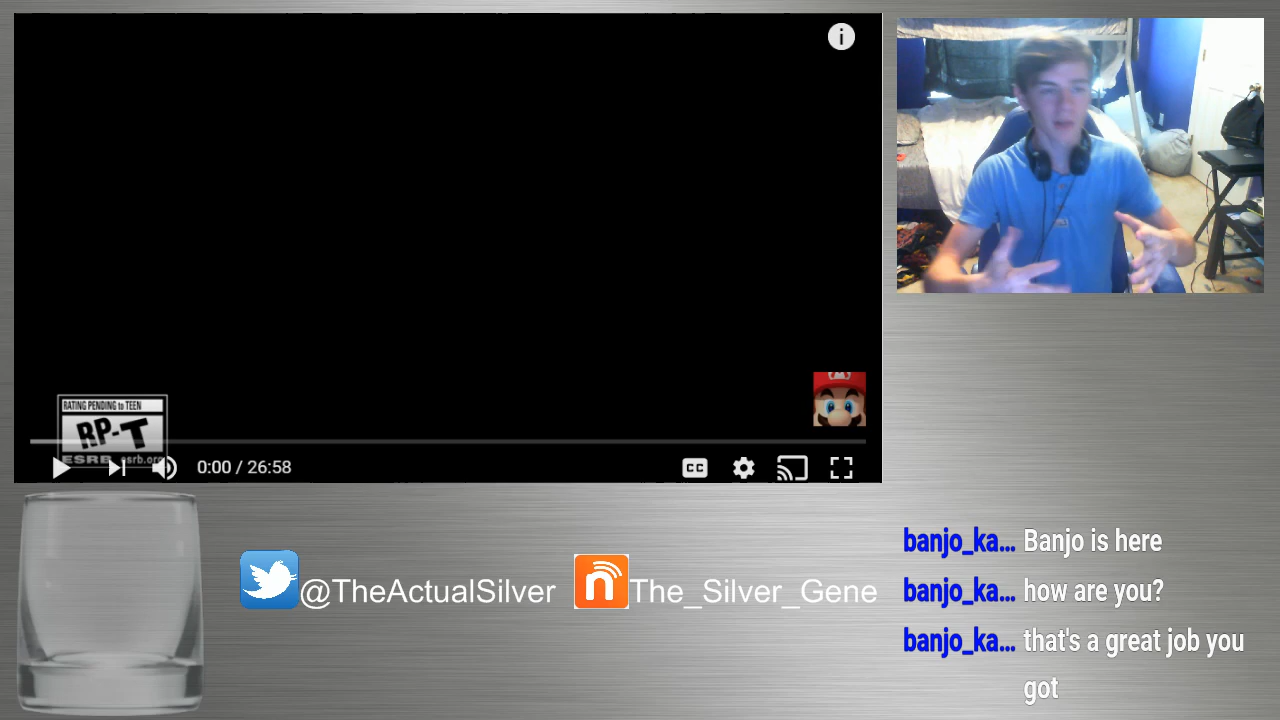 i
RATING PENDING to TEEN
RP-T
ESRB esrb.org
0:00 / 26:58
CC
@TheActualSilver
The_Silver_Gene
banjo_ka... Banjo is here
banjo_ka... how are you?
banjo_ka... that's a great job you
got